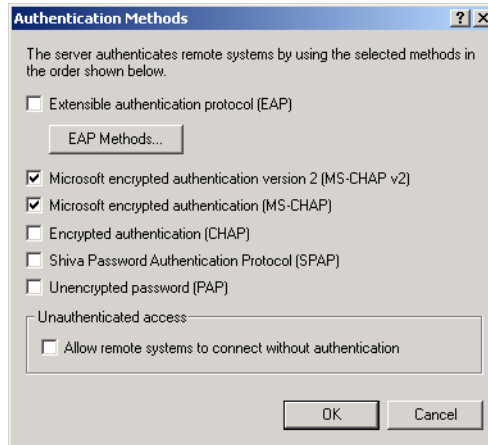 Authentication Methods
The server authenticates remote systems by using the selected methods in
the order shown below.
Extensible authentication protocol (EAP)
EAP Methods...
Microsoft encrypted authentication version 2 (MS-CHAP v2)
Microsoft encrypted authentication (MS-CHAP)
Encrypted authentication (CHAP)
Shiva Password Authentication Protocol (SPAP)
Unencrypted password (PAP)
Unauthenticated access
Allow remote systems to connect without authentication
OK Cancel